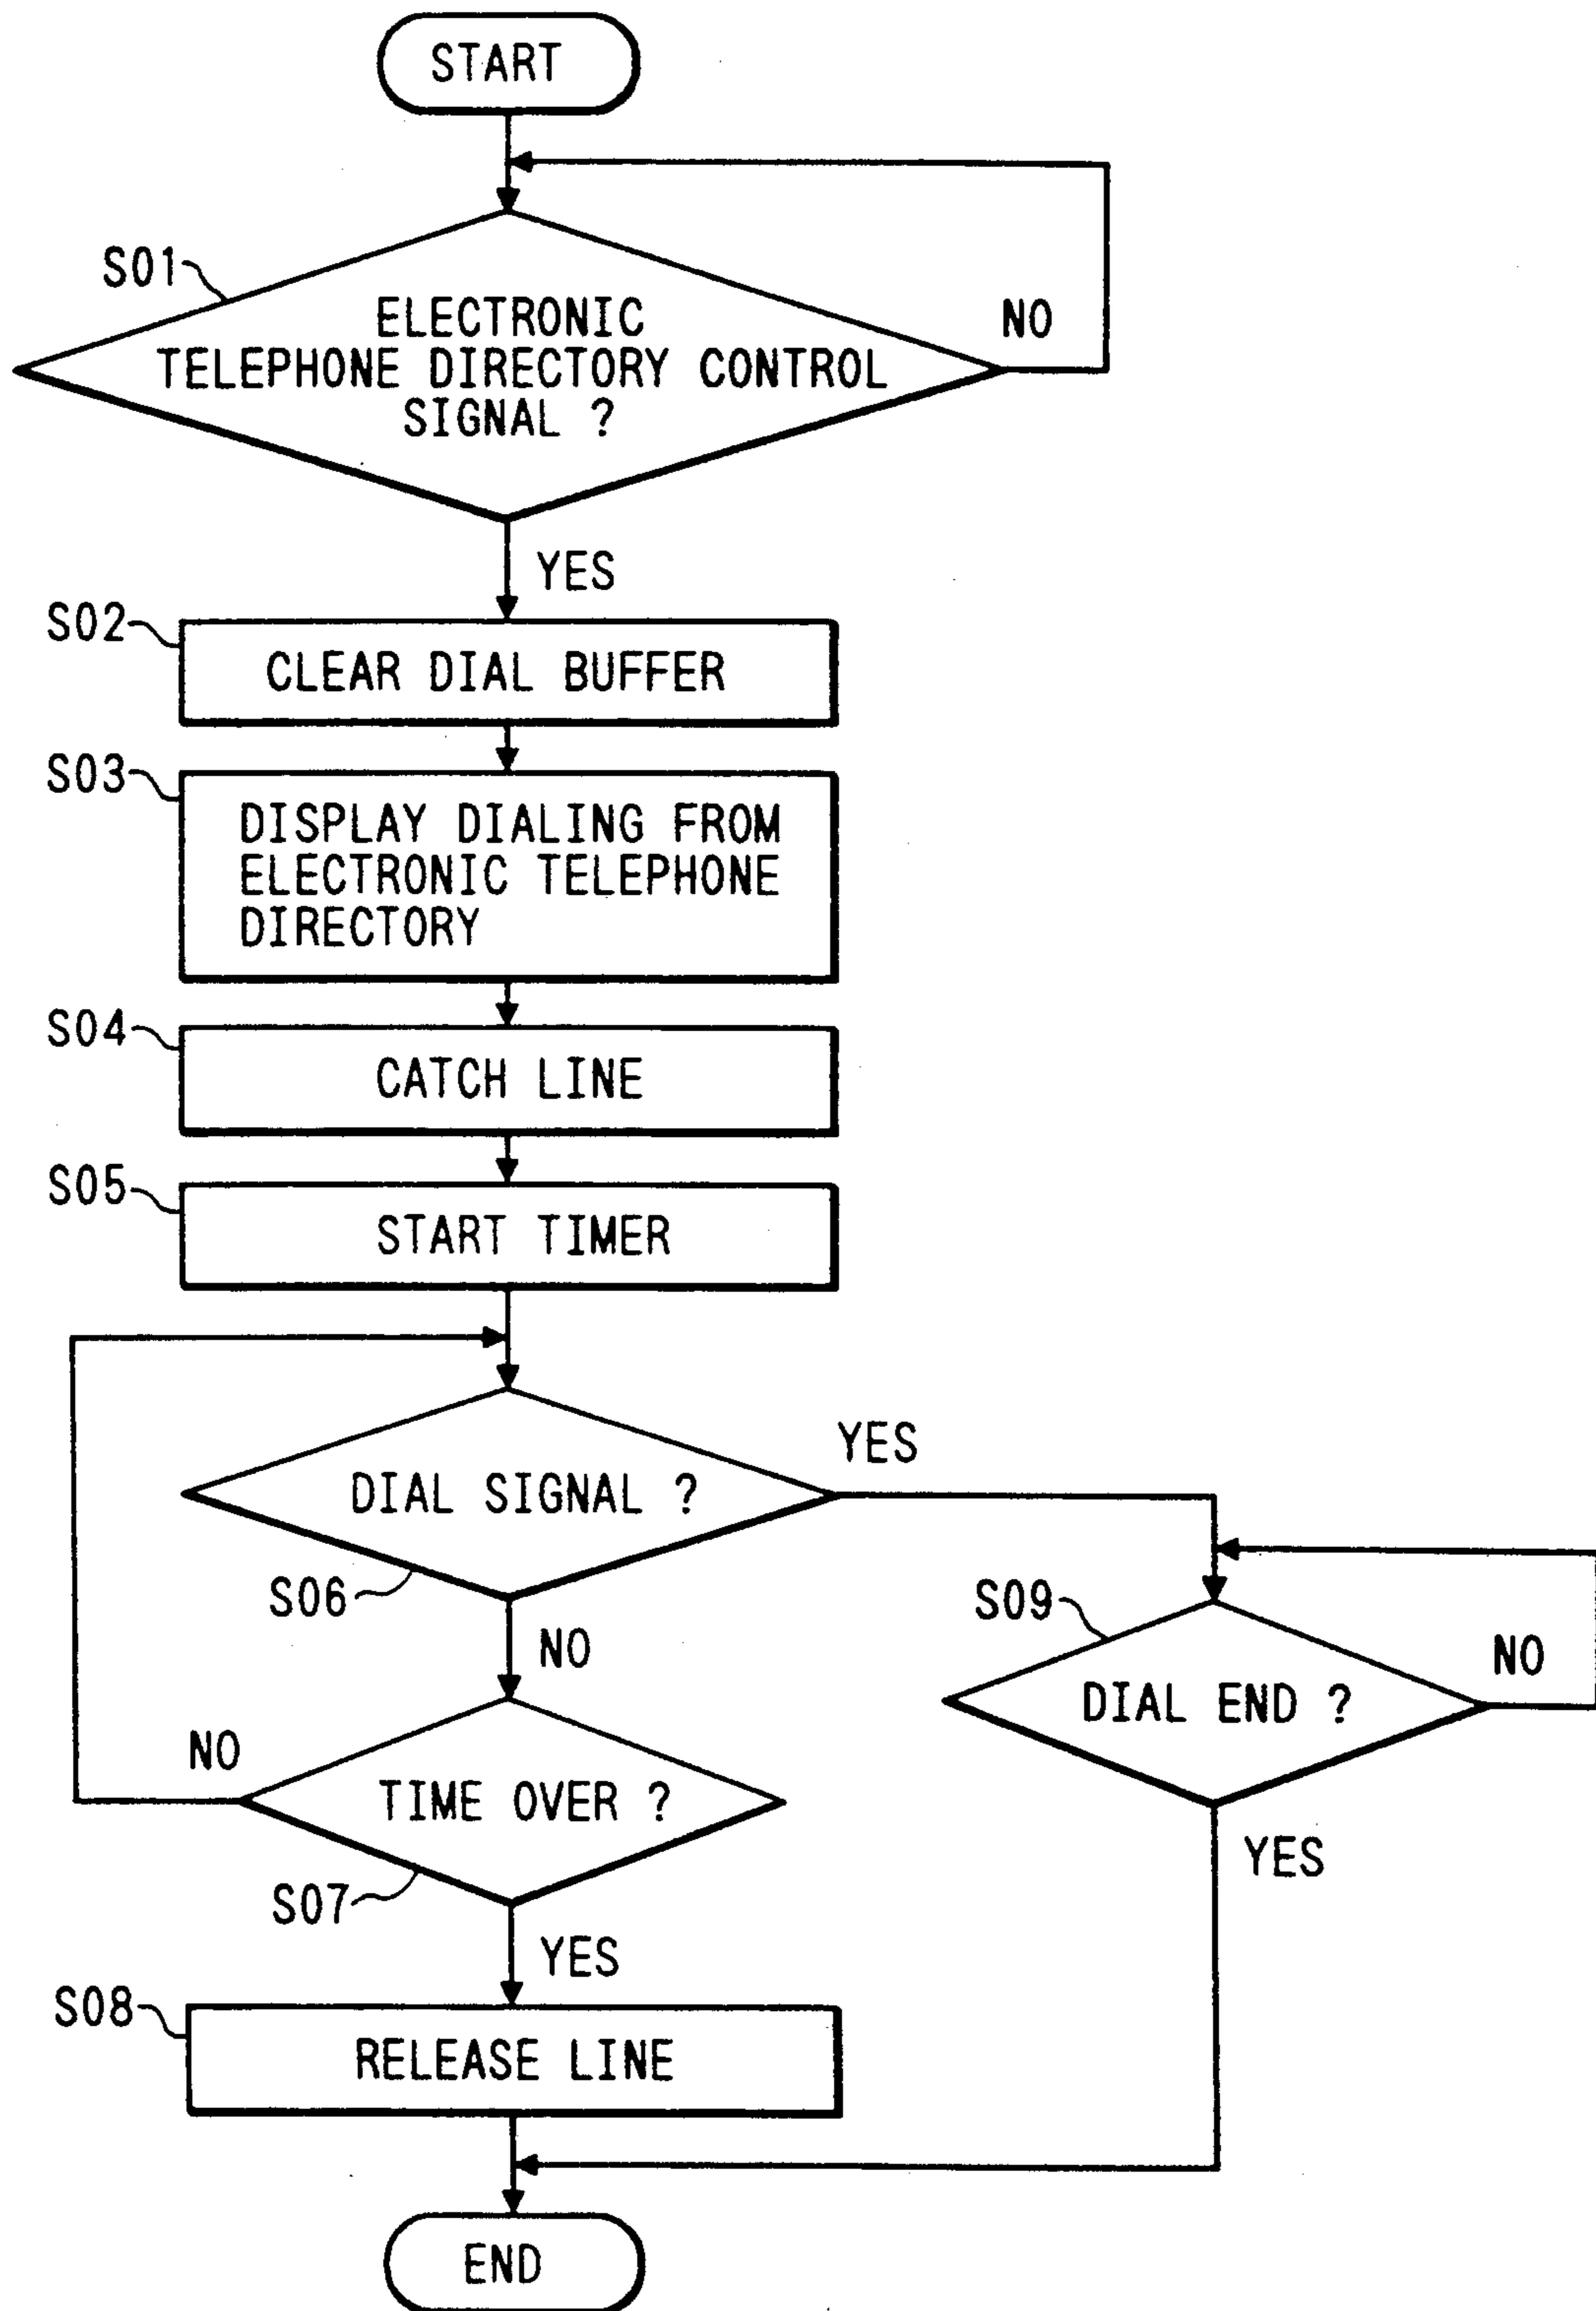 START
S01
ELECTRONIC
TELEPHONE DIRECTORY CONTROL
SIGNAL ?
NO
YES
S02
CLEAR DIAL BUFFER
S03
DISPLAY DIALING FROM
ELECTRONIC TELEPHONE
DIRECTORY
S04
CATCH LINE
S05
START TIMER
DIAL SIGNAL ?
YES
S06
NO
S09
DIAL END ?
NO
YES
NO
TIME OVER ?
S07
YES
S08
RELEASE LINE
END